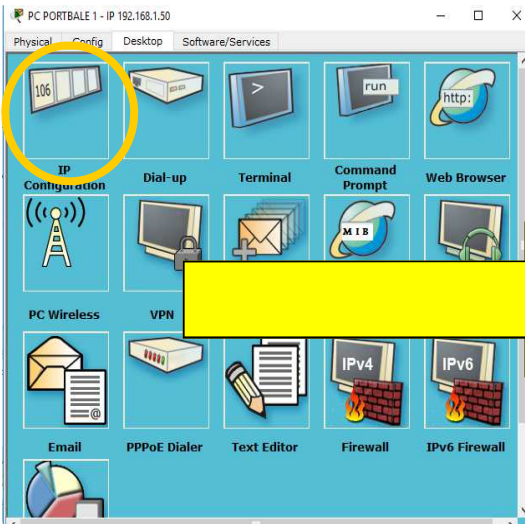 PC PORTBALE 1 - IP 192.168.1.50
Physical Config Desktop Software/Services
106
>
run
http:
IP Configuration
Dial-up
Terminal
Command Prompt
Web Browser
MIB
PC Wireless
VPN
@
IPv4
IPv6
Email
PPPoE Dialer
Text Editor
Firewall
IPv6 Firewall